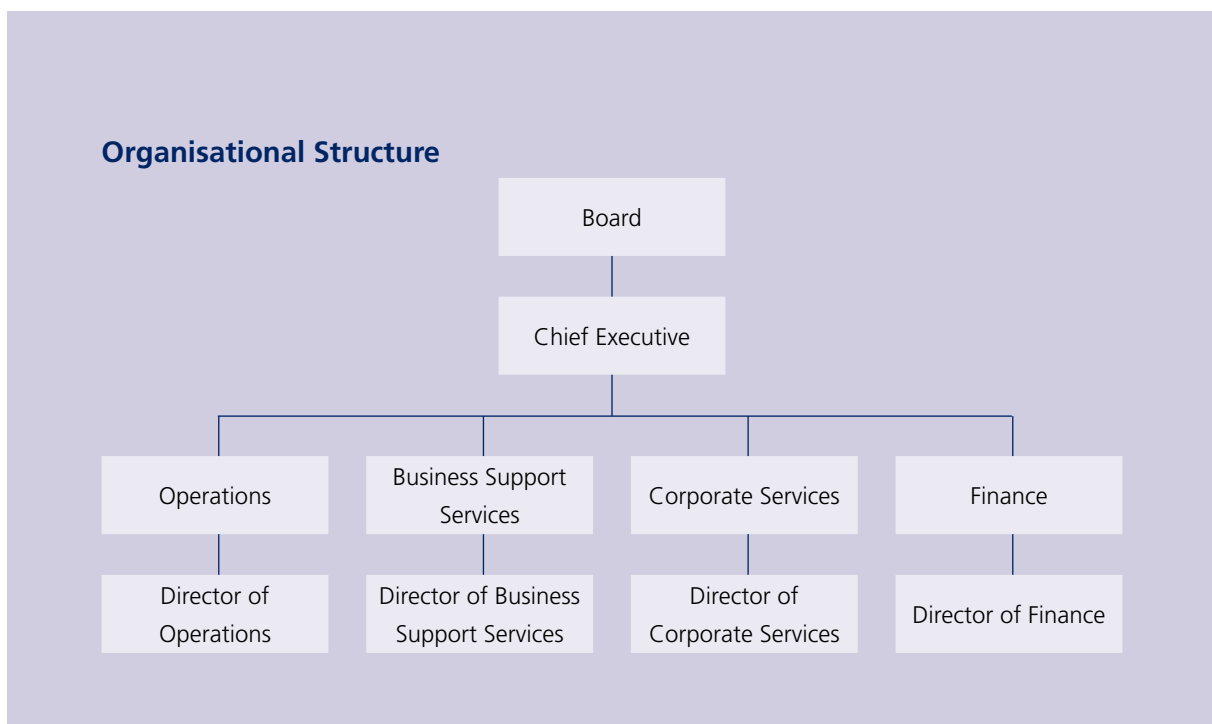 Organisational Structure
Board
Chief Executive
Operations
Business Support
Services
Corporate Services
Finance
Director of
Operations
Director of Business
Support Services
Director of
Corporate Services
Director of Finance